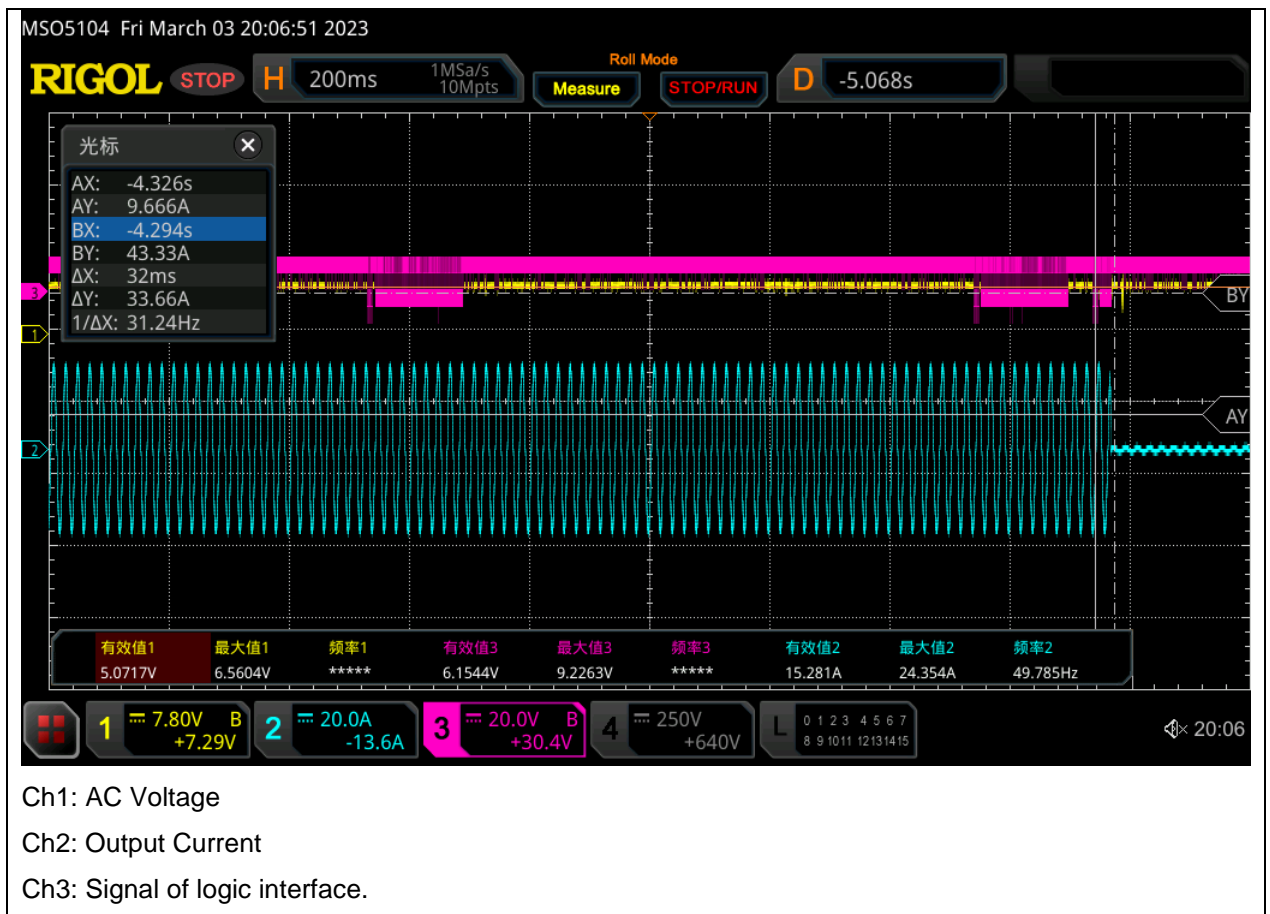 MSO5104 Fri March 03 20:06:51 2023
RIGOL STOP H 200ms 1MSa/s 10Mpts Roll Mode Measure STOP/RUN D -5.068s
光标
AX: -4.326s
AY: 9.666A
BX: -4.294s
BY: 43.33A
ΔX: 32ms
ΔY: 33.66A
1/ΔX: 31.24Hz
3
BY
1
AY
2
有效值1 最大值1 频率1 有效值3 最大值3 频率3 有效值2 最大值2 频率2
5.0717V 6.5604V ***** 6.1544V 9.2263V ***** 15.281A 24.354A 49.785Hz
1 7.80V B 2 20.0A 3 20.0V B 4 250V L 0 1 2 3 4 5 6 7
+7.29V -13.6A +30.4V +640V 8 9 1011 12131415 20:06
Ch1: AC Voltage
Ch2: Output Current
Ch3: Signal of logic interface.